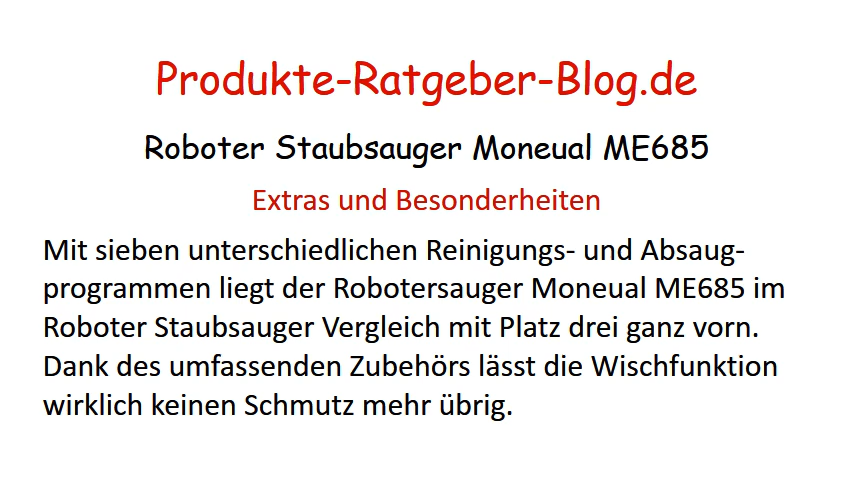 Produkte-Ratgeber-Blog.de
Roboter Staubsauger Moneual ME685
Extras und Besonderheiten
Mit sieben unterschiedlichen Reinigungs- und Absaug-
programmen liegt der Robotersauger Moneual ME685 im
Roboter Staubsauger Vergleich mit Platz drei ganz vorn.
Dank des umfassenden Zubehörs lässt die Wischfunktion
wirklich keinen Schmutz mehr übrig.